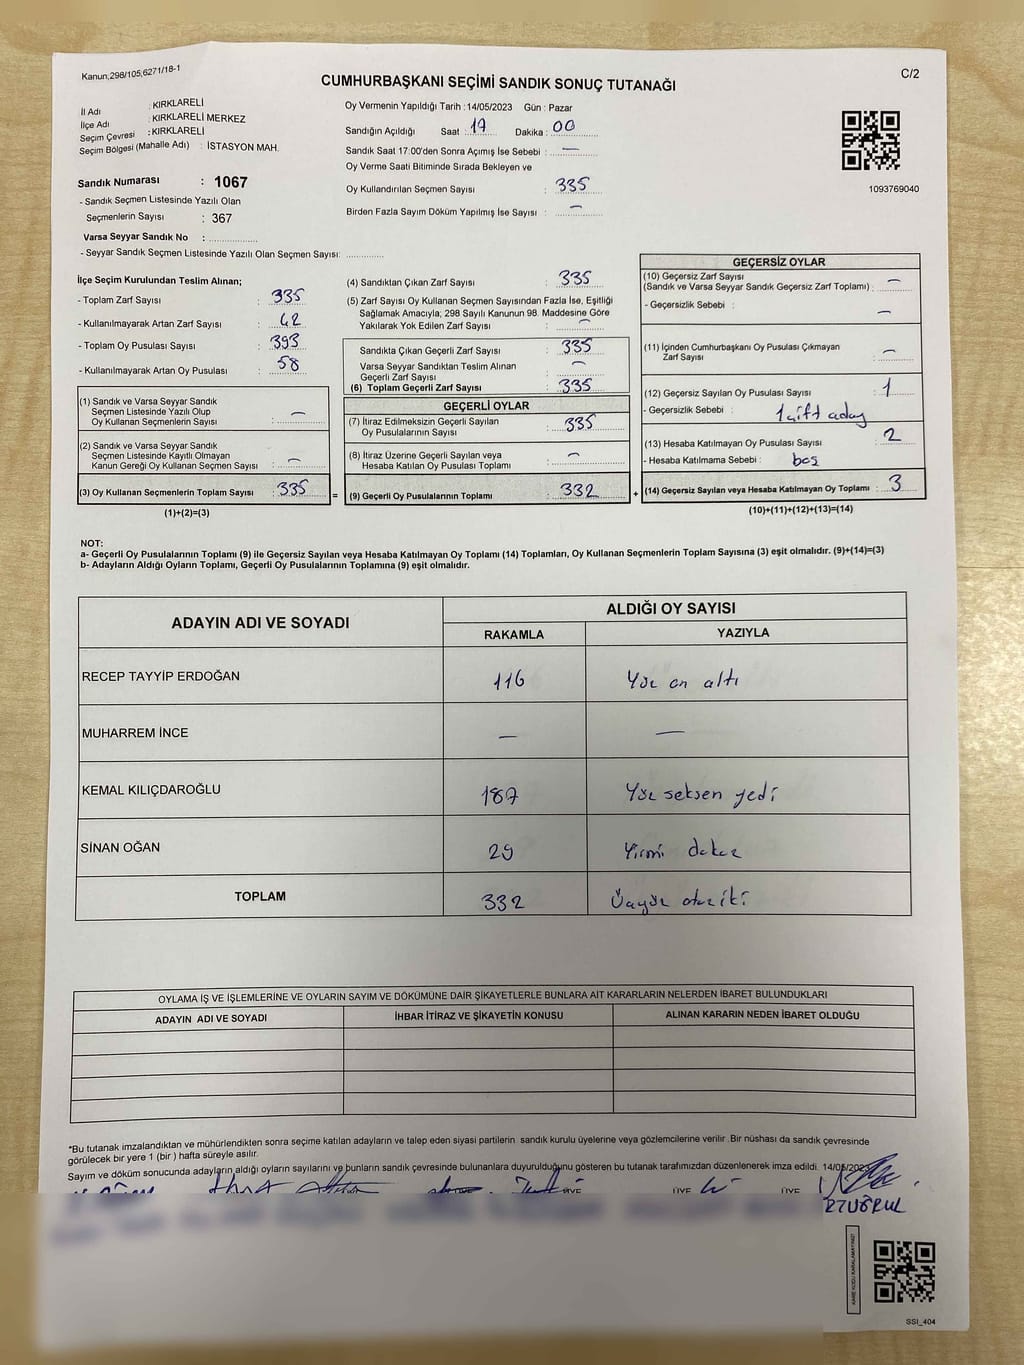 Kanun,298/105,6271/18-1
C/2
CUMHURBAŞKANI SEÇİMİ SANDIK SONUÇ TUTANAĞI
İl Adı : KIRKLARELİ
İlçe Adı : KIRKLARELİ MERKEZ
Seçim Çevresi : KIRKLARELİ
Seçim Bölgesi (Mahalle Adı) : İSTASYON MAH.
Sandık Numarası : 1067
- Sandık Seçmen Listesinde Yazılı Olan
Seçmenlerin Sayısı : 367
Varsa Seyyar Sandık No : ................
- Seyyar Sandık Seçmen Listesinde Yazılı Olan Seçmen Sayısı: ............
Oy Vermenin Yapıldığı Tarih : 14/05/2023 Gün : Pazar
Sandığın Açıldığı Saat : 17 Dakika : 00
Sandık Saat 17:00'den Sonra Açımış İse Sebebi : —
Oy Verme Saati Bitiminde Sırada Bekleyen ve
Oy Kullandırılan Seçmen Sayısı : 335
Birden Fazla Sayım Döküm Yapılmış İse Sayısı : —
1093769040
İlçe Seçim Kurulundan Teslim Alınan;
- Toplam Zarf Sayısı : 335
- Kullanılmayarak Artan Zarf Sayısı : 42
- Toplam Oy Pusulası Sayısı : 393
- Kullanılmayarak Artan Oy Pusulası : 58
(1) Sandık ve Varsa Seyyar Sandık
Seçmen Listesinde Yazılı Olup
Oy Kullanan Seçmenlerin Sayısı : —
(2) Sandık ve Varsa Seyyar Sandık
Seçmen Listesinde Kayıtlı Olmayan
Kanun Gereği Oy Kullanan Seçmen Sayısı : —
(3) Oy Kullanan Seçmenlerin Toplam Sayısı : 335
(1)+(2)=(3)
=
(4) Sandıktan Çıkan Zarf Sayısı : 335
(5) Zarf Sayısı Oy Kullanan Seçmen Sayısından Fazla İse, Eşitliği
Sağlamak Amacıyla; 298 Sayılı Kanunun 98. Maddesine Göre
Yakılarak Yok Edilen Zarf Sayısı : —
Sandıkta Çıkan Geçerli Zarf Sayısı : 335
Varsa Seyyar Sandıktan Teslim Alınan
Geçerli Zarf Sayısı : —
(6) Toplam Geçerli Zarf Sayısı : 335
GEÇERLİ OYLAR
(7) İtiraz Edilmeksizin Geçerli Sayılan
Oy Pusulalarının Sayısı : 335
(8) İtiraz Üzerine Geçerli Sayılan veya
Hesaba Katılan Oy Pusulası Toplamı : —
(9) Geçerli Oy Pusulalarının Toplamı : 332
+
GEÇERSİZ OYLAR
(10) Geçersiz Zarf Sayısı
(Sandık ve Varsa Seyyar Sandık Geçersiz Zarf Toplamı) : —
- Geçersizlik Sebebi : —
(11) İçinden Cumhurbaşkanı Oy Pusulası Çıkmayan
Zarf Sayısı : —
(12) Geçersiz Sayılan Oy Pusulası Sayısı : 1
- Geçersizlik Sebebi : 1 çift aday
(13) Hesaba Katılmayan Oy Pusulası Sayısı : 2
- Hesaba Katılmama Sebebi : boş
(14) Geçersiz Sayılan veya Hesaba Katılmayan Oy Toplamı : 3
(10)+(11)+(12)+(13)=(14)
NOT:
a- Geçerli Oy Pusulalarının Toplamı (9) ile Geçersiz Sayılan veya Hesaba Katılmayan Oy Toplamı (14) Toplamları, Oy Kullanan Seçmenlerin Toplam Sayısına (3) eşit olmalıdır. (9)+(14)=(3)
b- Adayların Aldığı Oyların Toplamı, Geçerli Oy Pusulalarının Toplamına (9) eşit olmalıdır.
ADAYIN ADI VE SOYADI
ALDIĞI OY SAYISI
RAKAMLA YAZIYLA
RECEP TAYYİP ERDOĞAN 116 Yüz on altı
MUHARREM İNCE — —
KEMAL KILIÇDAROĞLU 187 Yüz seksen yedi
SİNAN OĞAN 29 Yirmi dokuz
TOPLAM 332 Üçyüz otuz iki
OYLAMA İŞ VE İŞLEMLERİNE VE OYLARIN SAYIM VE DÖKÜMÜNE DAİR ŞİKAYETLERLE BUNLARA AİT KARARLARIN NELERDEN İBARET BULUNDUKLARI
ADAYIN ADI VE SOYADI İHBAR İTİRAZ VE ŞİKAYETİN KONUSU ALINAN KARARIN NEDEN İBARET OLDUĞU
*Bu tutanak imzalandıktan ve mühürlendikten sonra seçime katılan adayların ve talep eden siyasi partilerin sandık kurulu üyelerine veya gözlemcilerine verilir .Bir nüshası da sandık çevresinde
görülecek bir yere 1 (bir ) hafta süreyle asılır.
Sayım ve döküm sonucunda adayların aldığı oyların sayılarını ve bunların sandık çevresinde bulunanlara duyurulduğunu gösteren bu tutanak tarafımızdan düzenlenerek imza edildi. 14/05/2023
ÜYE ÜYE ÜYE
KARE KODU KARALAMAYINIZ!
SSI_404